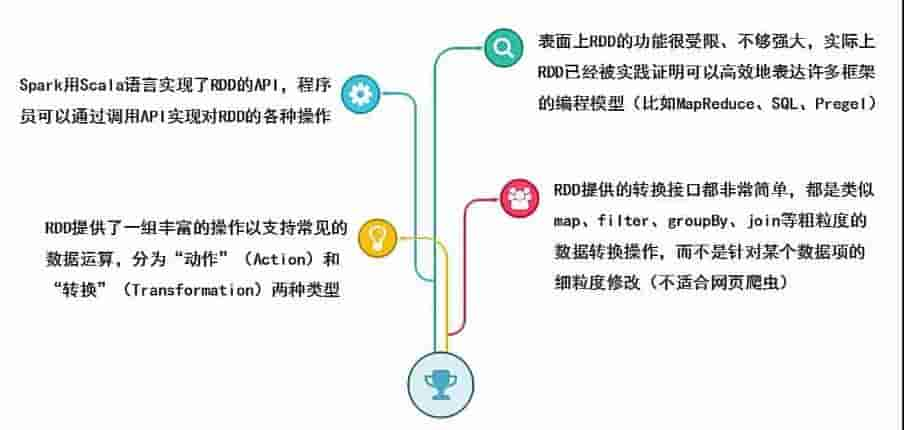 Spark用Scala语言实现了RDD的API，程序
员可以通过调用API实现对RDD的各种操作
RDD提供了一组丰富的操作以支持常见的
数据运算，分为“动作”（Action）和
“转换”（Transformation）两种类型
表面上RDD的功能很受限、不够强大，实际上
RDD已经被实践证明可以高效地表达许多框架
的编程模型（比如MapReduce、SQL、Pregel）
RDD提供的转换接口都非常简单，都是类似
map、filter、groupBy、join等粗粒度的
数据转换操作，而不是针对某个数据项的
细粒度修改（不适合网页爬虫）